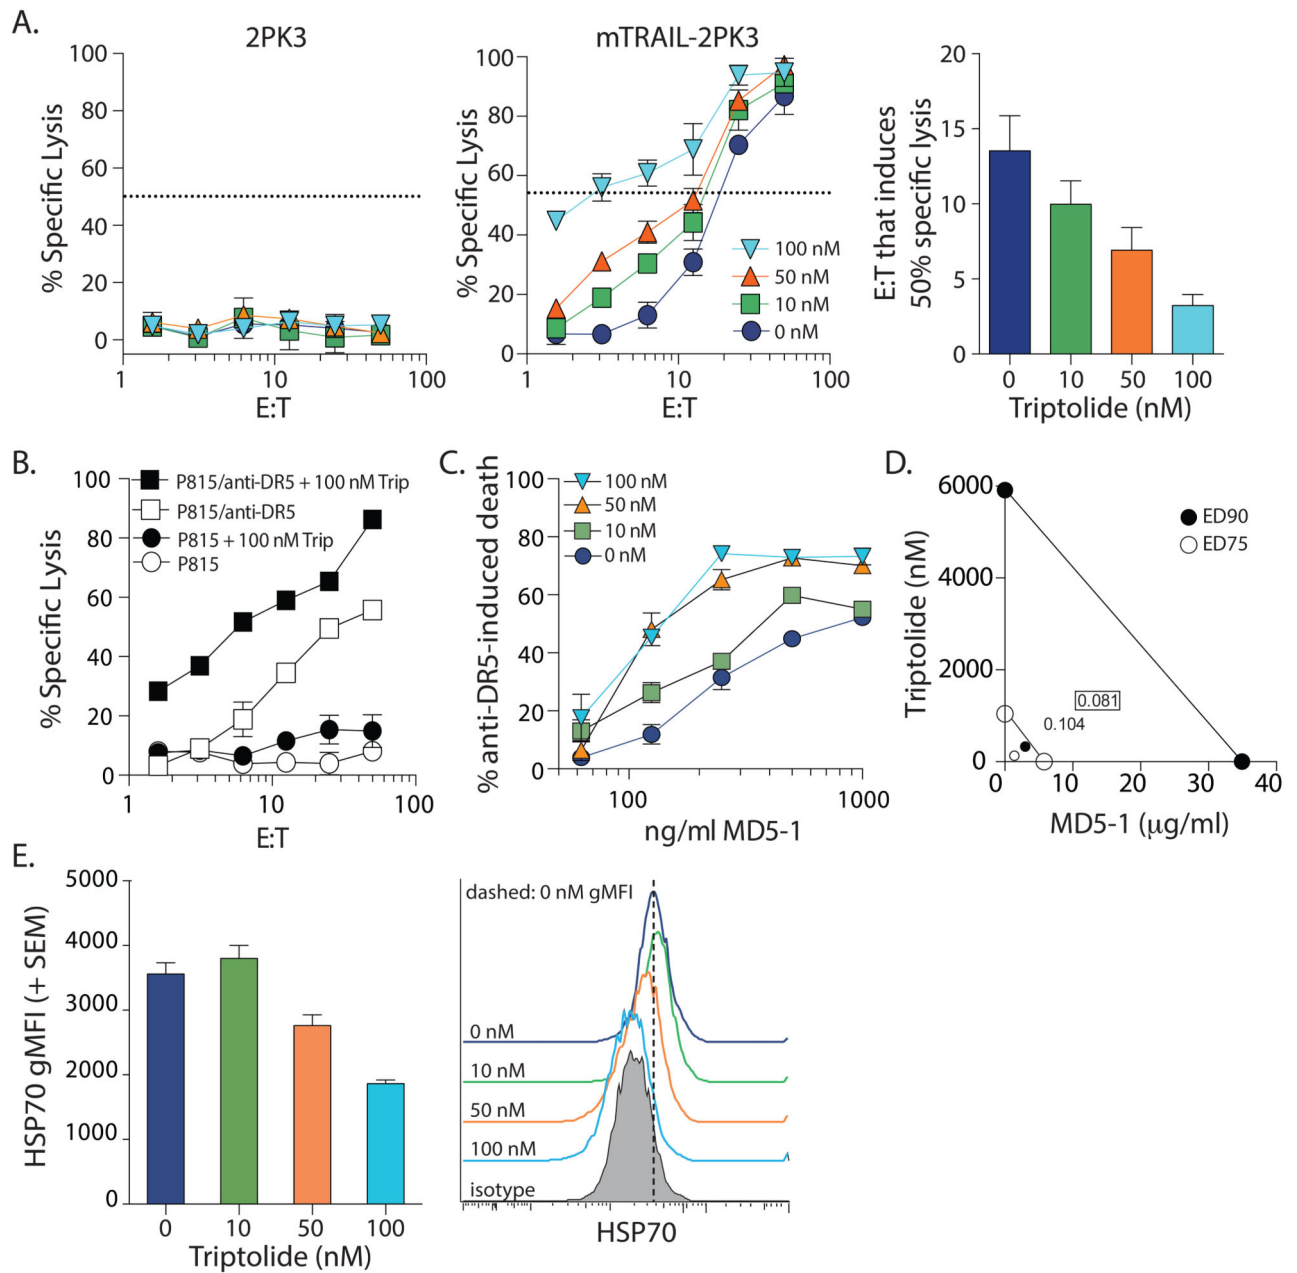 A.
2PK3
% Specific Lysis
100
80
60
40
20
0
1
10
100
E:T
mTRAIL-2PK3
% Specific Lysis
100
80
60
40
20
0
100 nM
50 nM
10 nM
0 nM
1
10
100
E:T
E:T that induces
50% specific lysis
20
15
10
5
0
0
10
50
100
Triptolide (nM)
B.
% Specific Lysis
100
80
60
40
20
0
P815/anti-DR5 + 100 nM Trip
P815/anti-DR5
P815 + 100 nM Trip
P815
1
10
100
E:T
C.
% anti-DR5-induced death
100
80
60
40
20
0
100 nM
50 nM
10 nM
0 nM
100
1000
ng/ml MD5-1
D.
Triptolide (nM)
6000
4000
2000
0
ED90
ED75
0.081
0.104
0
10
20
30
40
MD5-1 (μg/ml)
E.
HSP70 gMFI (+ SEM)
5000
4000
3000
2000
1000
0
0
10
50
100
Triptolide (nM)
dashed: 0 nM gMFI
0 nM
10 nM
50 nM
100 nM
isotype
HSP70